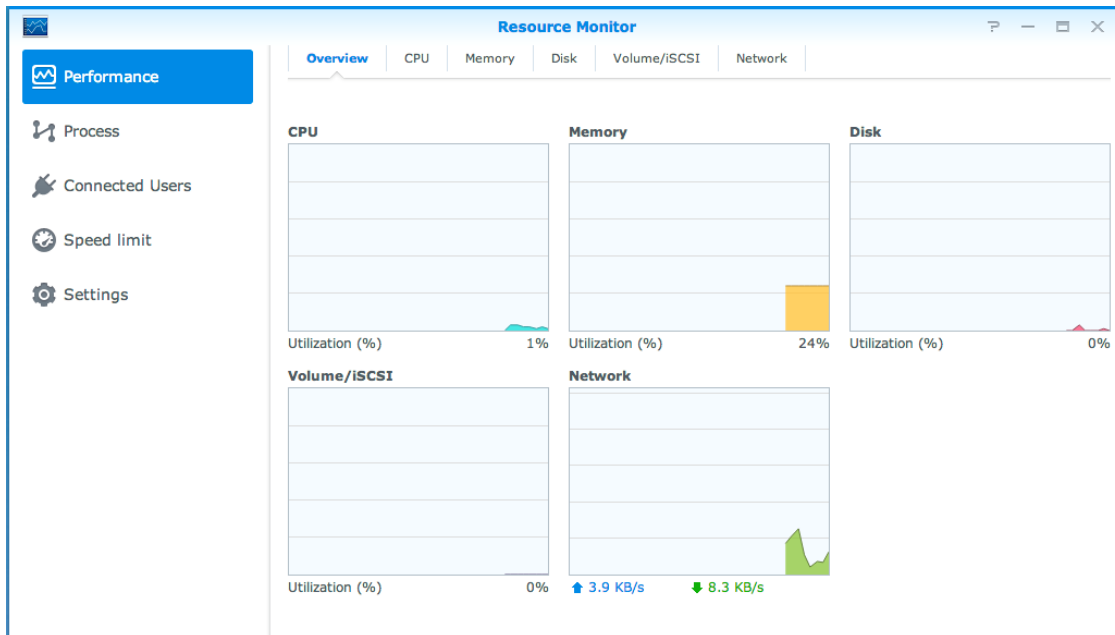 Resource Monitor
Performance
Process
Connected Users
Speed limit
Settings
Overview CPU Memory Disk Volume/iSCSI Network
CPU Memory Disk
Utilization (%) 1% Utilization (%) 24% Utilization (%) 0%
Volume/iSCSI Network
Utilization (%) 0% 3.9 KB/s 8.3 KB/s